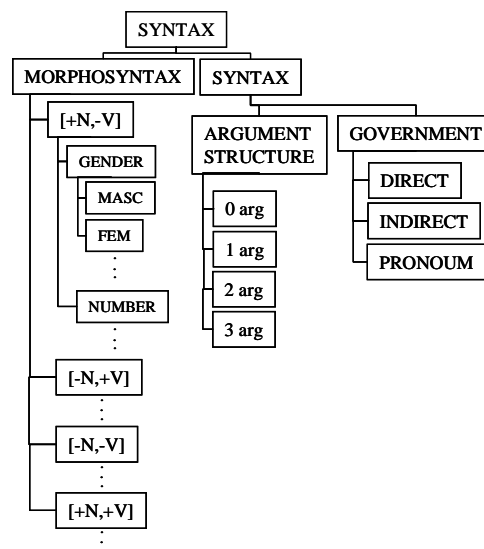 SYNTAX
MORPHOSYNTAX
SYNTAX
[+N,-V]
GENDER
MASC
FEM
NUMBER
[-N,+V]
[-N,-V]
[+N,+V]
ARGUMENT
STRUCTURE
0 arg
1 arg
2 arg
3 arg
GOVERNMENT
DIRECT
INDIRECT
PRONOUM